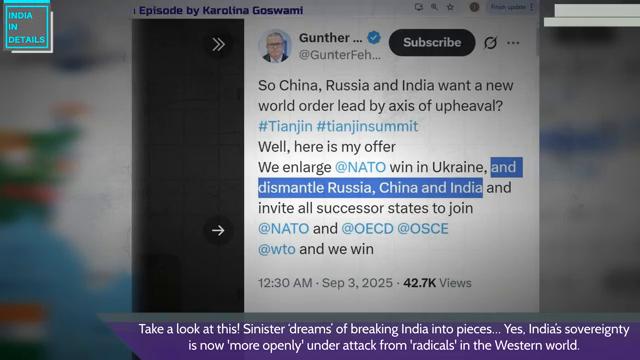 Episode by Karolina Goswami
Finish update
INDIA
IN
DETAILS
Gunther ...
Subscribe
@GunterFeh...
So China, Russia and India want a new
world order lead by axis of upheaval?
#Tianjin #tianjinsummit
Well, here is my offer
We enlarge @NATO win in Ukraine, and
dismantle Russia, China and India and
invite all successor states to join
@NATO and @OECD @OSCE
@wto and we win
12:30 AM · Sep 3, 2025 · 42.7K Views
Take a look at this! Sinister 'dreams' of breaking India into pieces... Yes, India's sovereignty
is now 'more openly' under attack from 'radicals' in the Western world.